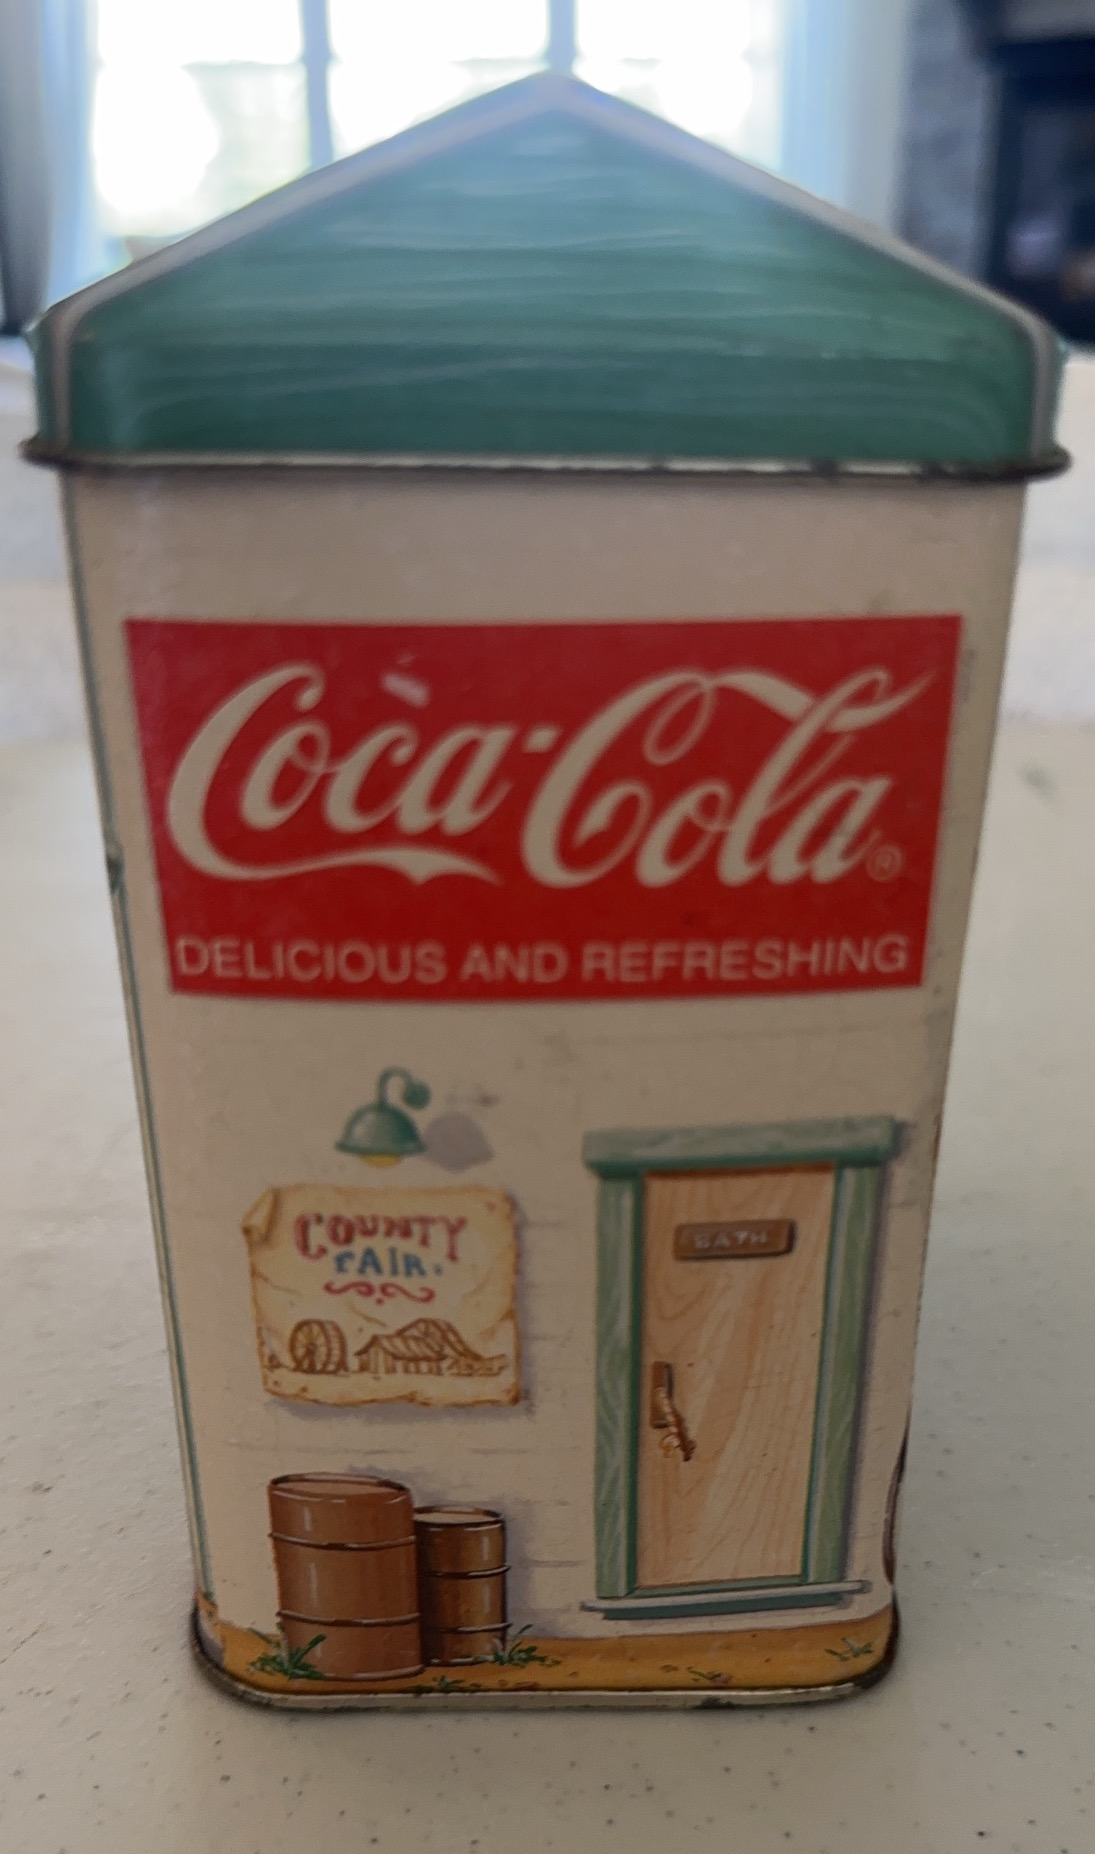 Coca-Cola®
DELICIOUS AND REFRESHING
COUNTY
FAIR.
BATH